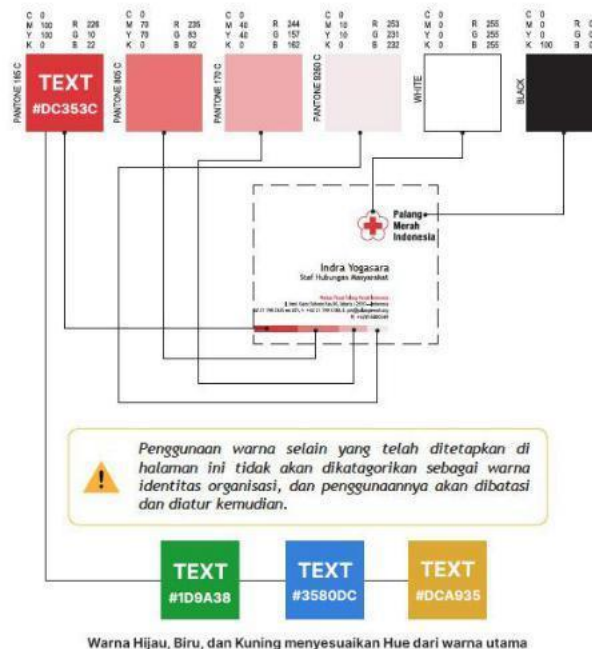 C 0
M 100
Y 100
K 0
R 226
G 10
B 22
C 0
M 70
Y 70
K 0
R 235
G 83
B 92
C 0
M 40
Y 40
K 0
R 244
G 157
B 162
C 0
M 10
Y 10
K 0
R 253
G 231
B 232
C 0
M 0
Y 0
K 0
R 255
G 255
B 255
C 0
M 0
Y 0
K 100
R 0
G 0
B 0
PANTONE 185 C
TEXT
#DC353C
PANTONE 805 C
PANTONE 170 C
PANTONE 9260 C
WHITE
BLACK
Palang
Merah
Indonesia
Indra Yogasara
Staf Hubungan Masyarakat
Penggunaan warna selain yang telah ditetapkan di
halaman ini tidak akan dikatagorikan sebagai warna
identitas organisasi, dan penggunaannya akan dibatasi
dan diatur kemudian.
TEXT
#1D9A38
TEXT
#3580DC
TEXT
#DCA935
Warna Hijau, Biru, dan Kuning menyesuaikan Hue dari warna utama